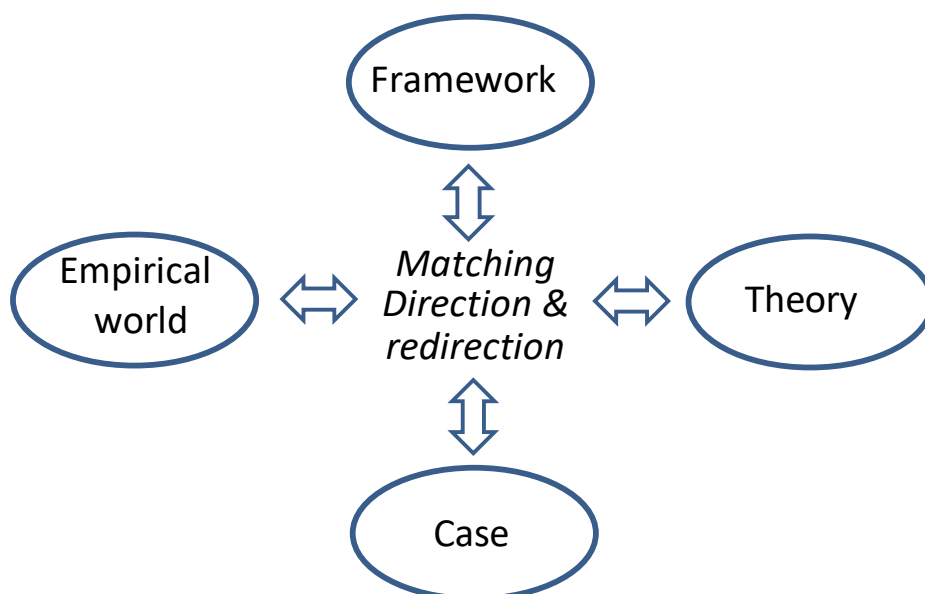 Framework
Empirical
world
Matching
Direction &
redirection
Theory
Case